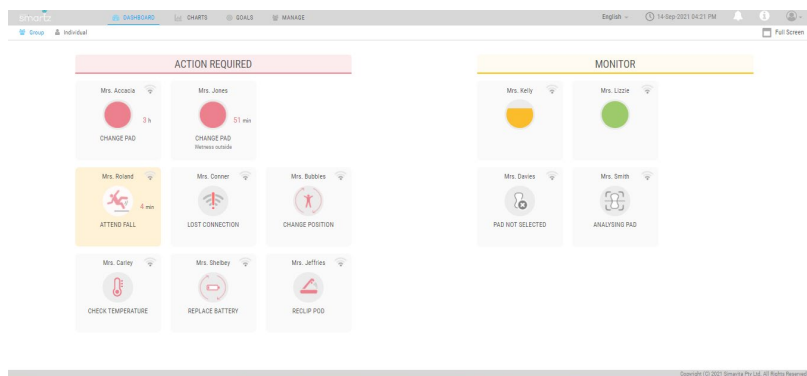 smartz
DASHBOARD
CHARTS
GOALS
MANAGE
English
14-Sep-2021 04:21 PM
Group
Individual
Full Screen
ACTION REQUIRED
MONITOR
Mrs. Accacia
3 h
CHANGE PAD
Mrs. Jones
51 min
CHANGE PAD
Wetness outside
Mrs. Kelly
Mrs. Lizzie
Mrs. Roland
4 min
ATTEND FALL
Mrs. Conner
LOST CONNECTION
Mrs. Bubbles
CHANGE POSITION
Mrs. Davies
PAD NOT SELECTED
Mrs. Smith
ANALYSING PAD
Mrs. Carley
CHECK TEMPERATURE
Mrs. Shelbey
REPLACE BATTERY
Mrs. Jeffries
RECLIP POD
Copyright (C) 2021 Simavita Pty Ltd. All Rights Reserved